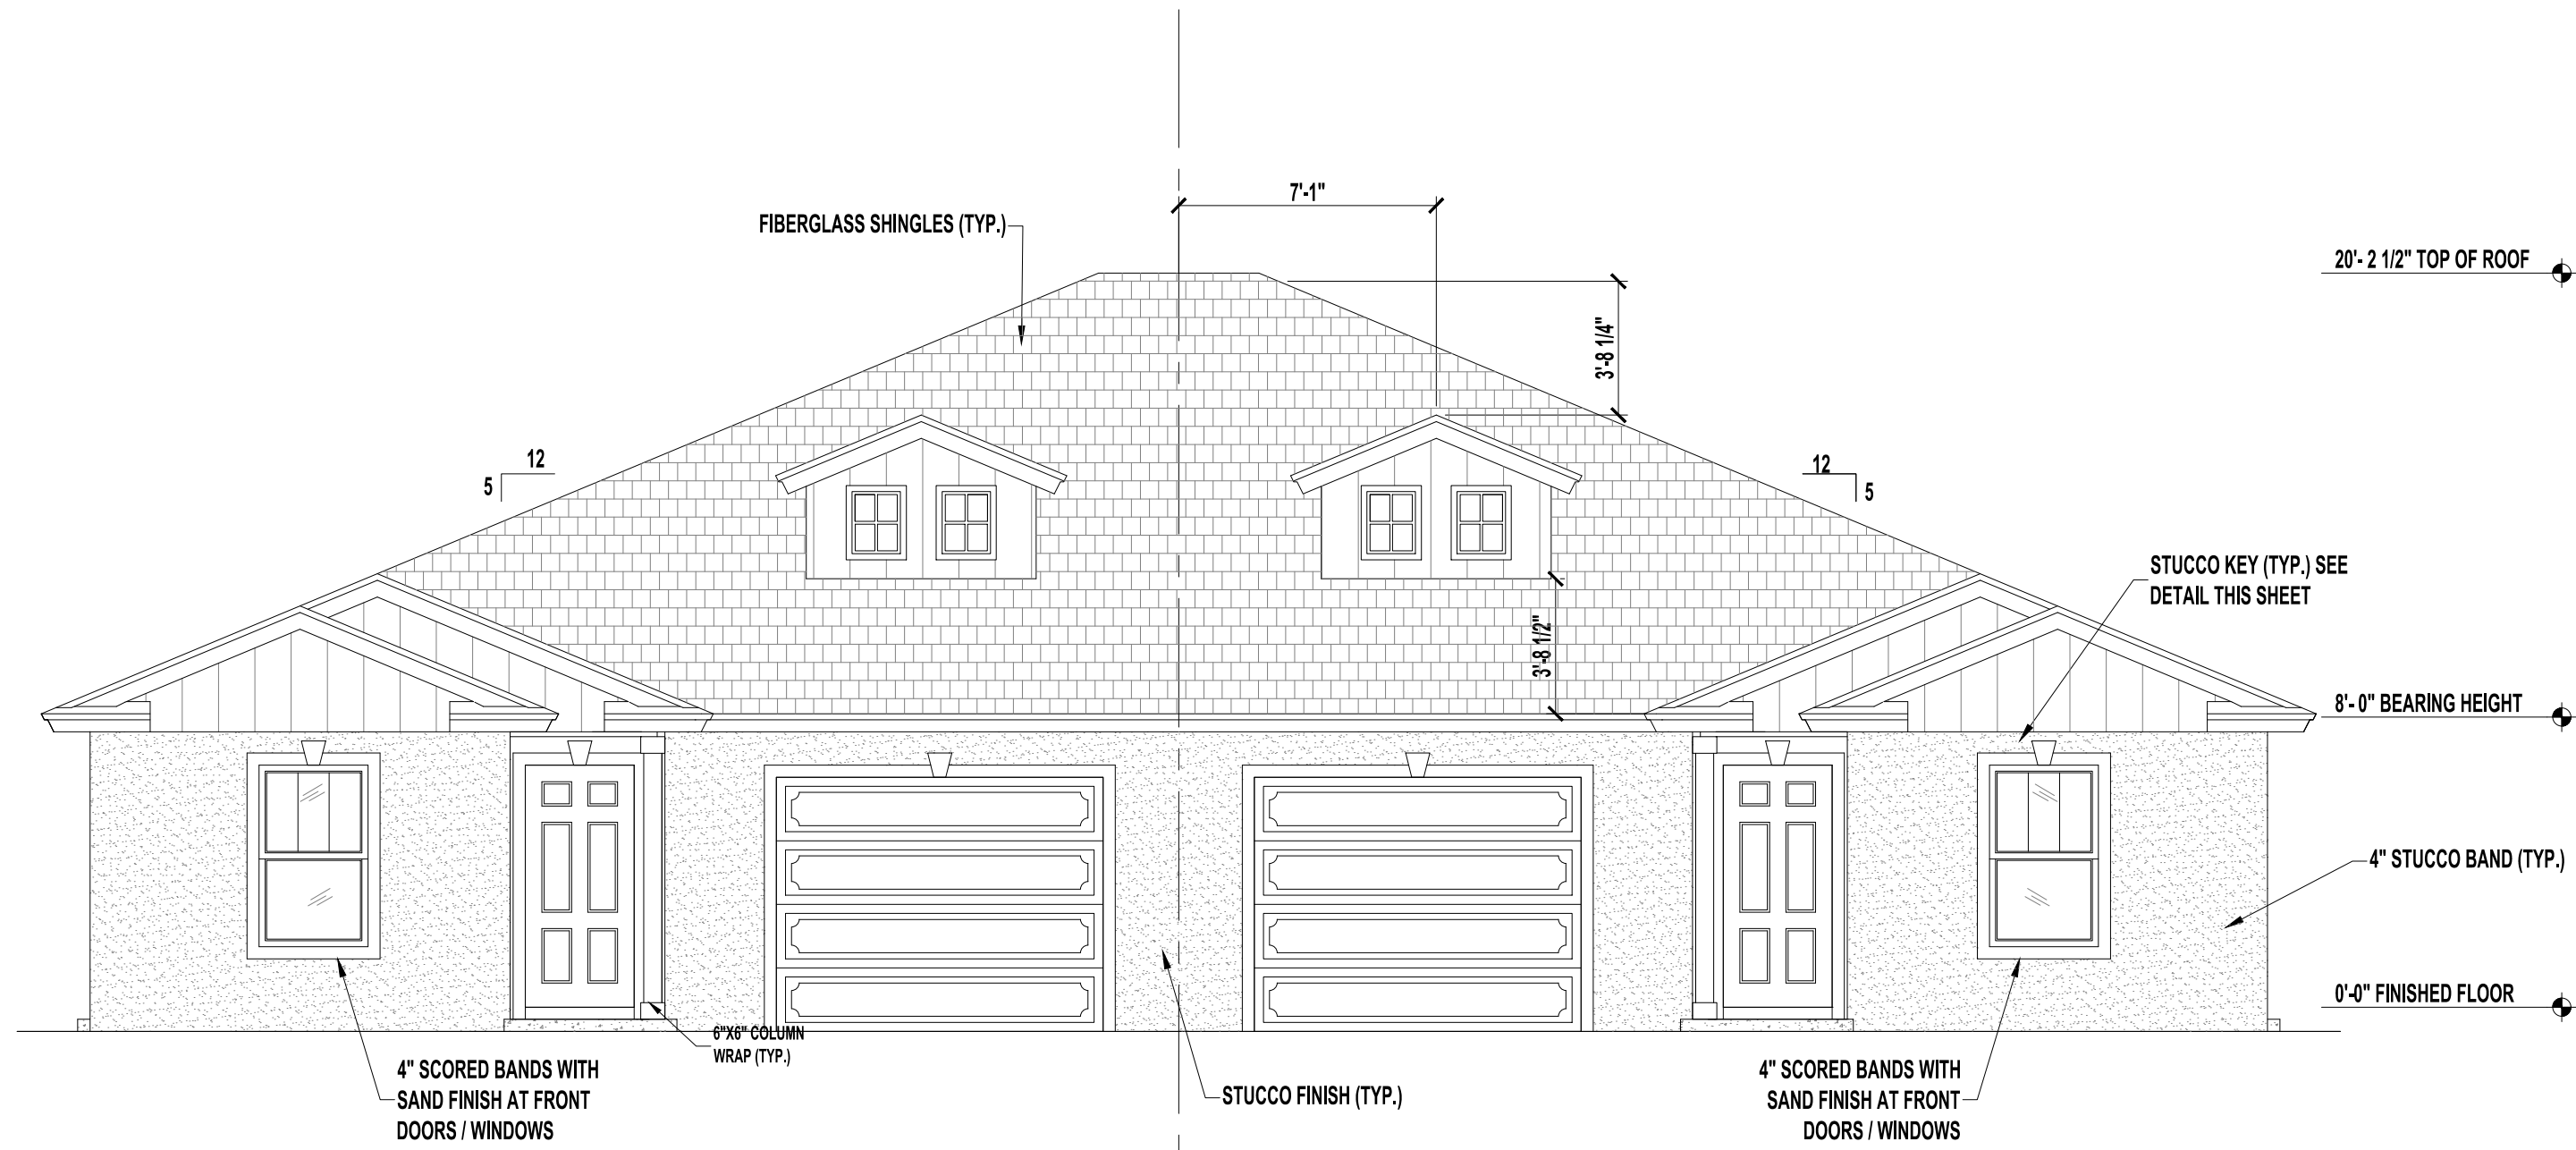 7'-1"
FIBERGLASS SHINGLES (TYP.)
20'- 2 1/2" TOP OF ROOF
3'-8 1/4"
12
5
12
5
STUCCO KEY (TYP.) SEE
DETAIL THIS SHEET
3'-8 1/2"
8'- 0" BEARING HEIGHT
4" STUCCO BAND (TYP.)
0'-0" FINISHED FLOOR
6"X6" COLUMN
WRAP (TYP.)
4" SCORED BANDS WITH
SAND FINISH AT FRONT
DOORS / WINDOWS
STUCCO FINISH (TYP.)
4" SCORED BANDS WITH
SAND FINISH AT FRONT
DOORS / WINDOWS